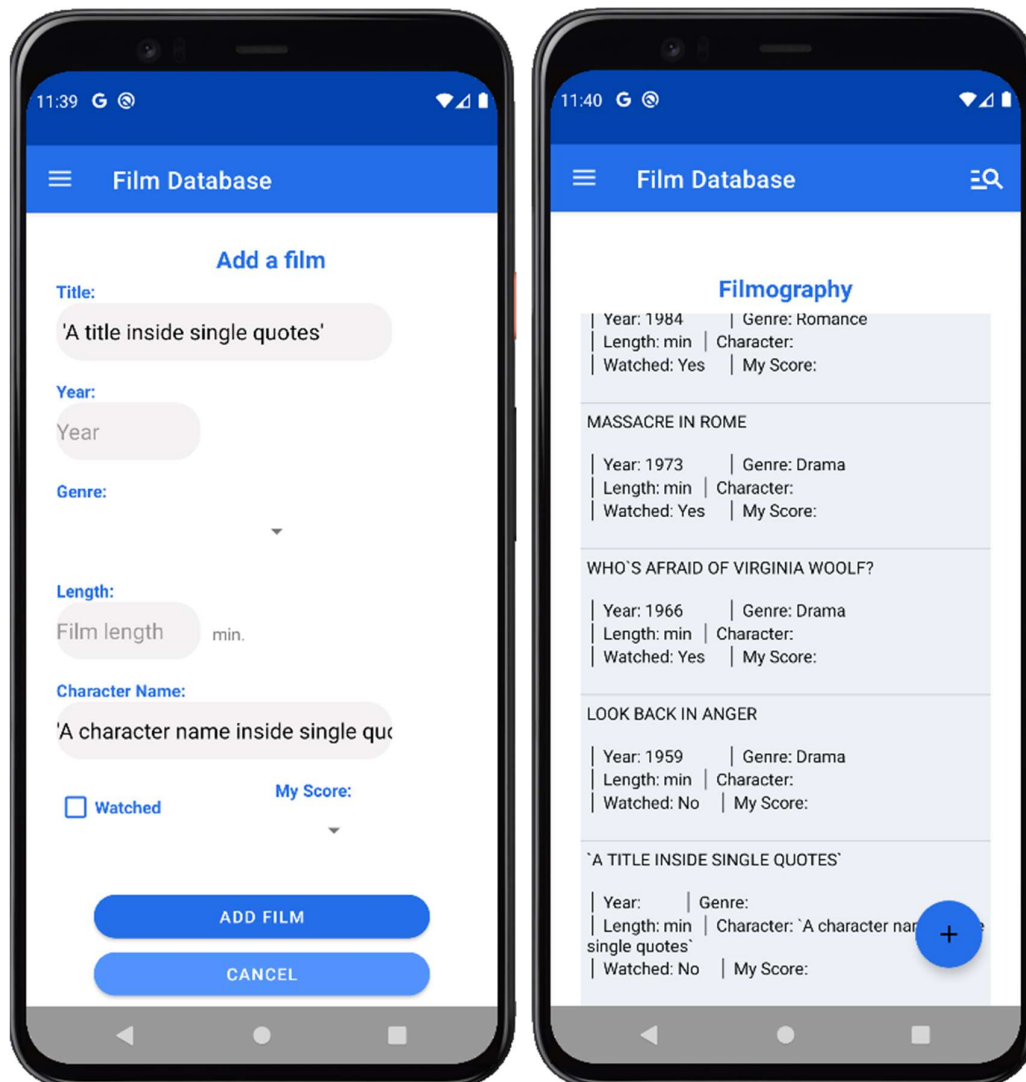 11:39 G
Film Database
Add a film
Title:
'A title inside single quotes'
Year:
Year
Genre:
Length:
Film length min.
Character Name:
'A character name inside single quo
Watched
My Score:
ADD FILM
CANCEL
11:40 G
Film Database
Filmography
| Year: 1984 | Genre: Romance
| Length: min | Character:
| Watched: Yes | My Score:
MASSACRE IN ROME
| Year: 1973 | Genre: Drama
| Length: min | Character:
| Watched: Yes | My Score:
WHO`S AFRAID OF VIRGINIA WOOLF?
| Year: 1966 | Genre: Drama
| Length: min | Character:
| Watched: Yes | My Score:
LOOK BACK IN ANGER
| Year: 1959 | Genre: Drama
| Length: min | Character:
| Watched: No | My Score:
`A TITLE INSIDE SINGLE QUOTES`
| Year: | Genre:
| Length: min | Character: `A character nar e
single quotes`
| Watched: No | My Score:
+